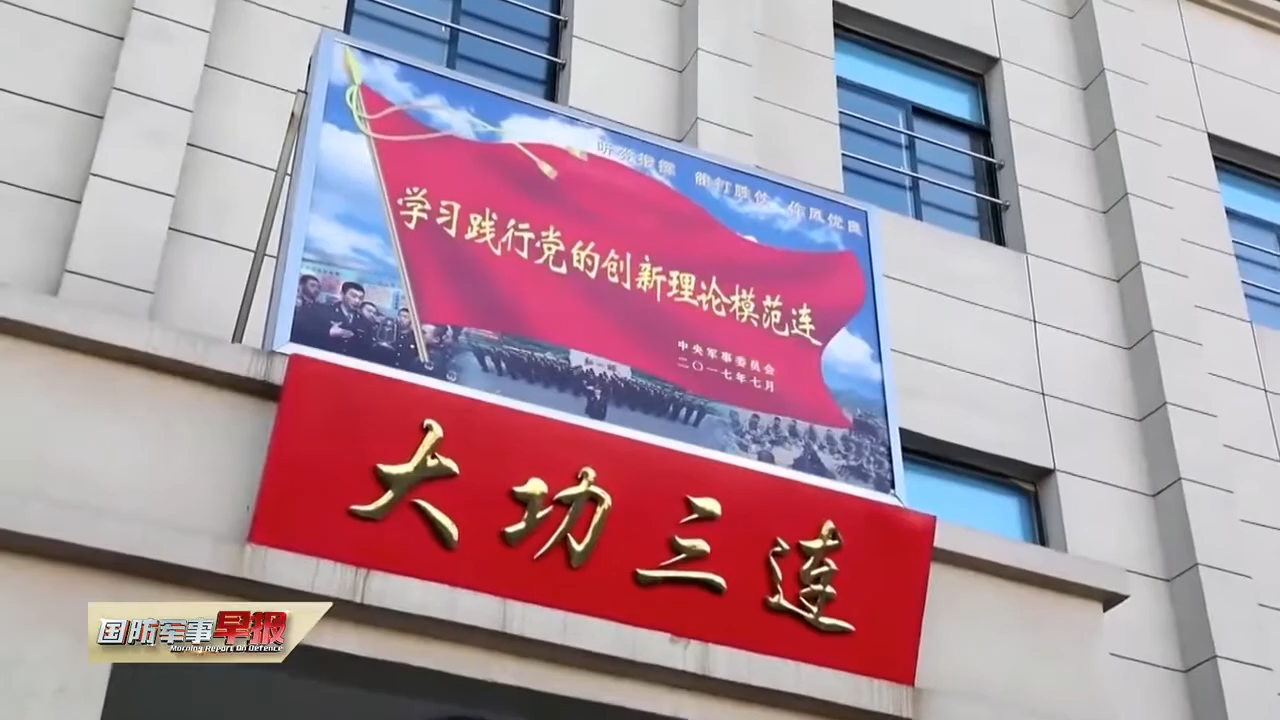 听党指挥 能打胜仗 作风优良
学习践行党的创新理论模范连
中央军事委员会
二〇一七年七月
大功三连
国防军事早报
Morning Report On Defence